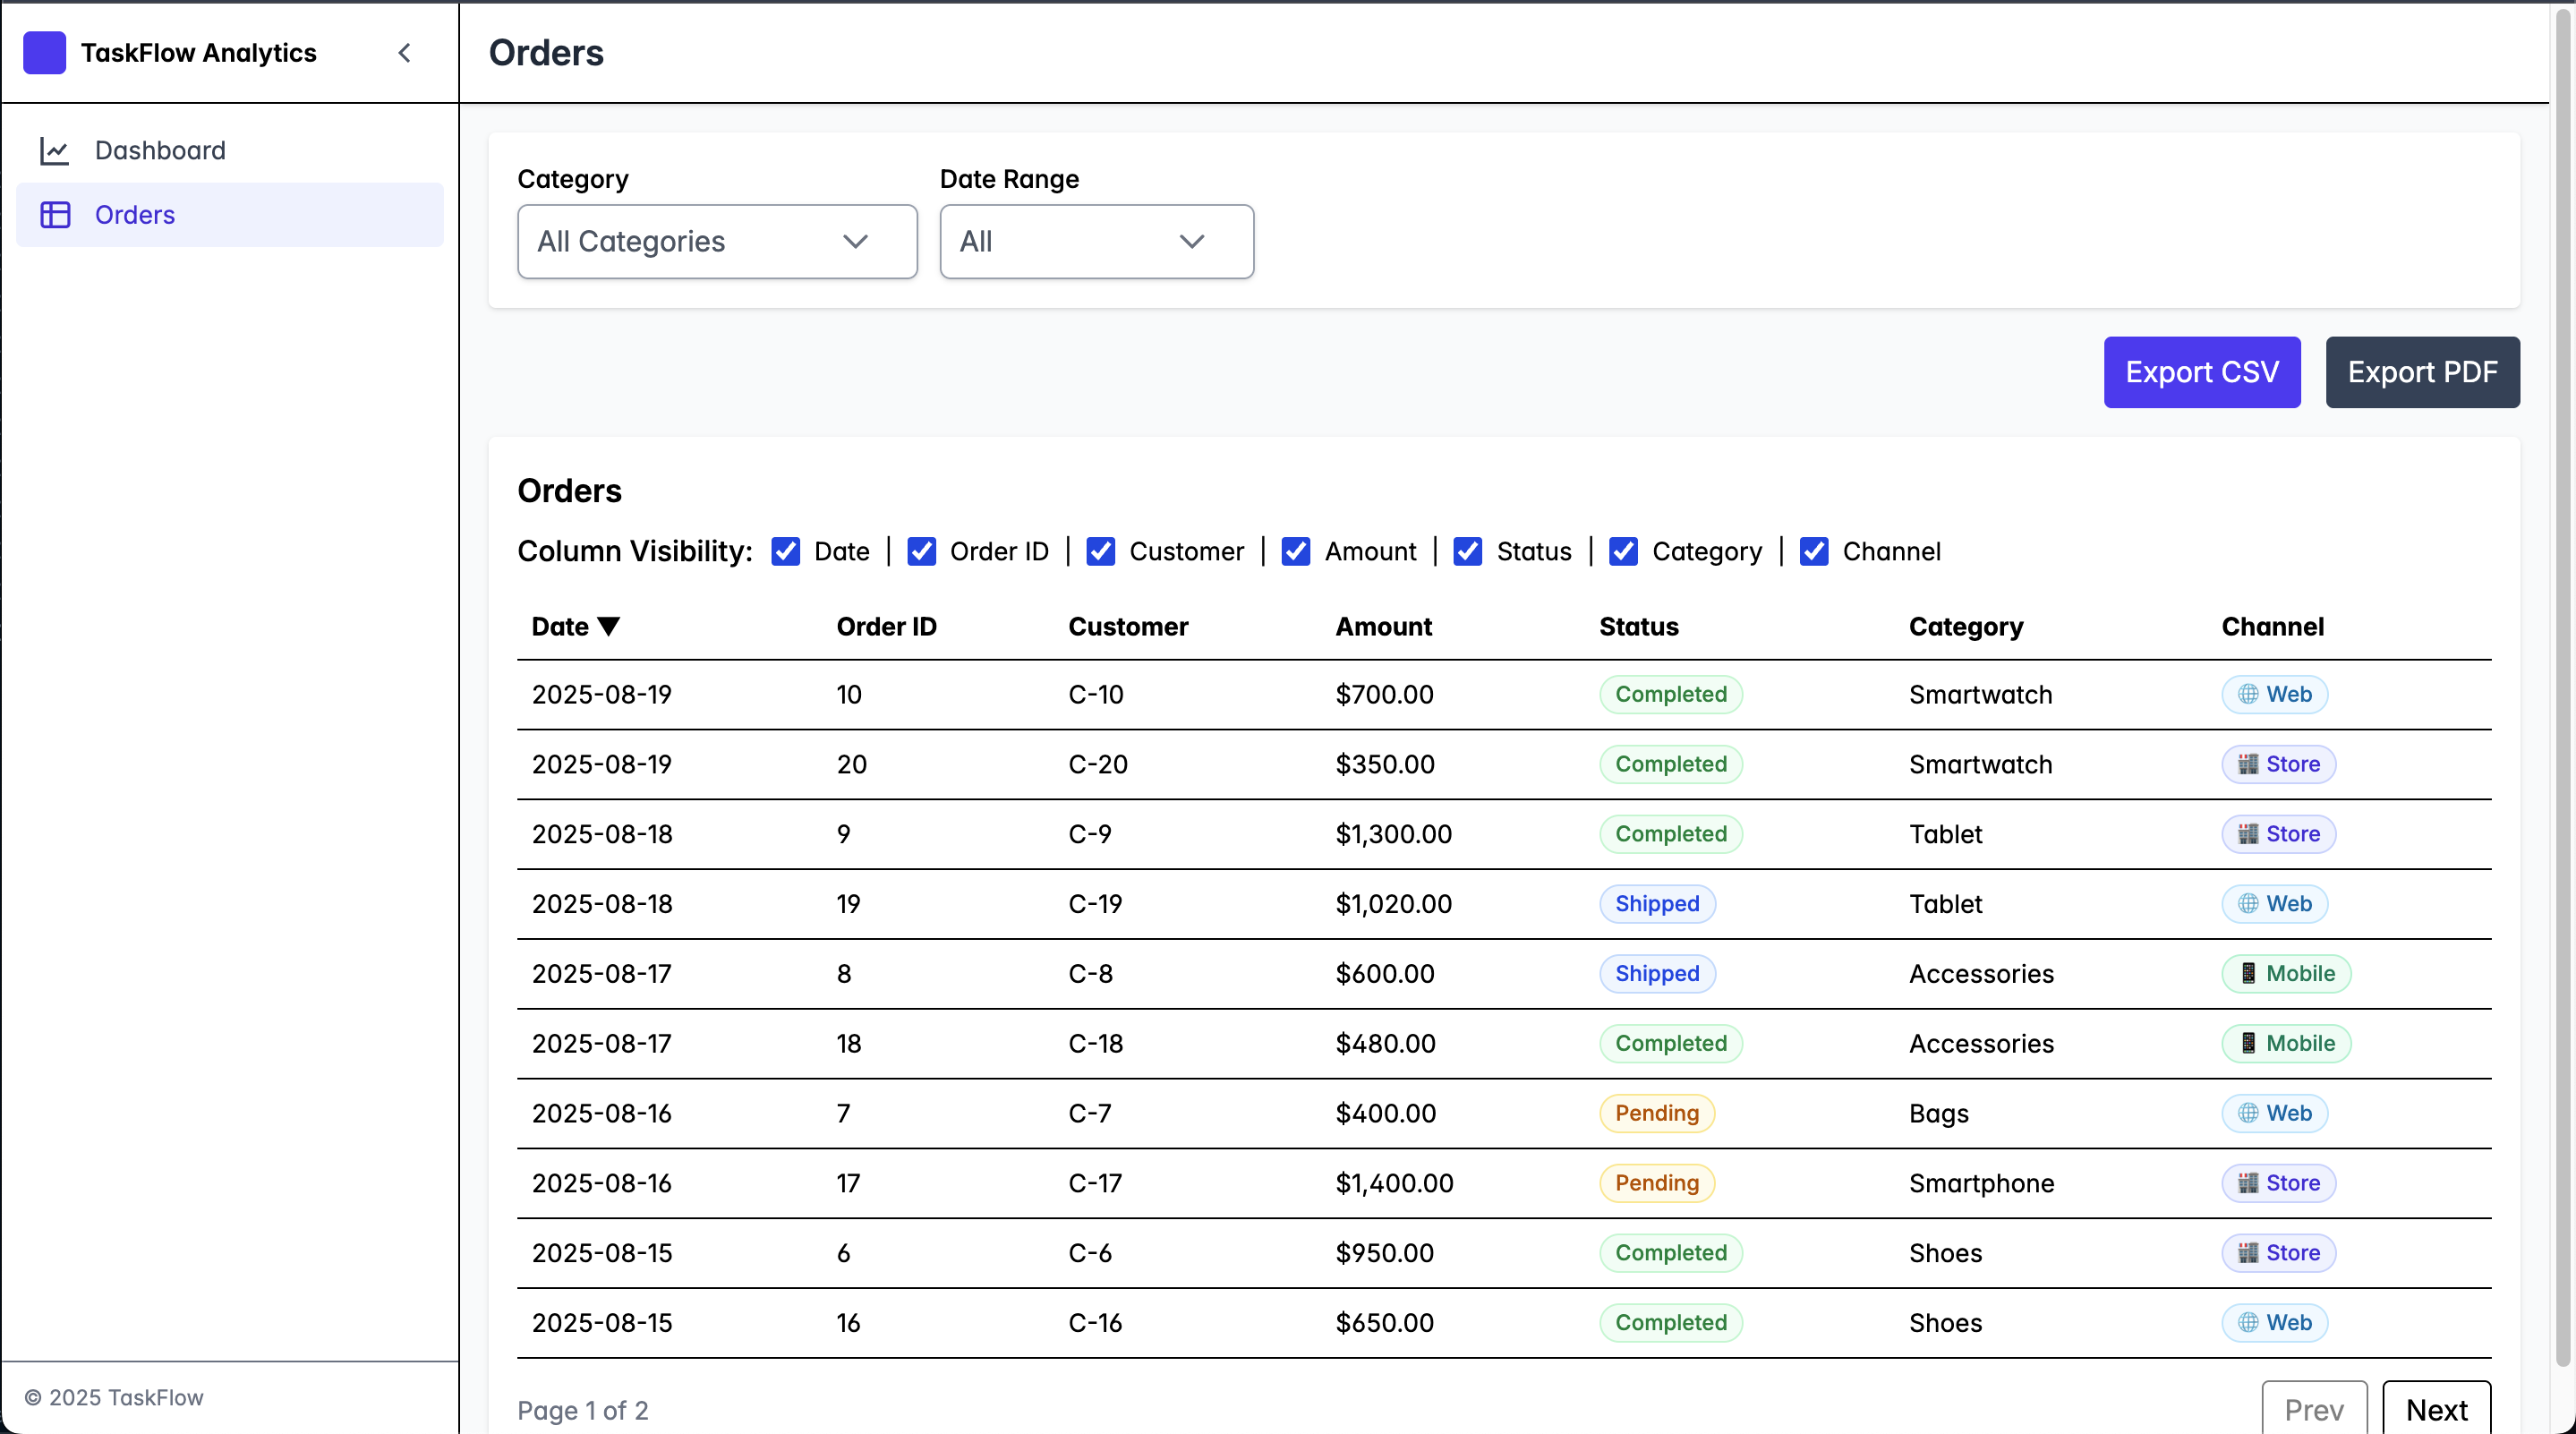 TaskFlow Analytics
Orders
Dashboard
Orders
Category
Date Range
All Categories
All
Export CSV
Export PDF
Orders
Column Visibility: Date | Order ID | Customer | Amount | Status | Category | Channel
Date ▼ Order ID Customer Amount Status Category Channel
2025-08-19 10 C-10 $700.00 Completed Smartwatch Web
2025-08-19 20 C-20 $350.00 Completed Smartwatch Store
2025-08-18 9 C-9 $1,300.00 Completed Tablet Store
2025-08-18 19 C-19 $1,020.00 Shipped Tablet Web
2025-08-17 8 C-8 $600.00 Shipped Accessories Mobile
2025-08-17 18 C-18 $480.00 Completed Accessories Mobile
2025-08-16 7 C-7 $400.00 Pending Bags Web
2025-08-16 17 C-17 $1,400.00 Pending Smartphone Store
2025-08-15 6 C-6 $950.00 Completed Shoes Store
2025-08-15 16 C-16 $650.00 Completed Shoes Web
Page 1 of 2
Prev
Next
© 2025 TaskFlow